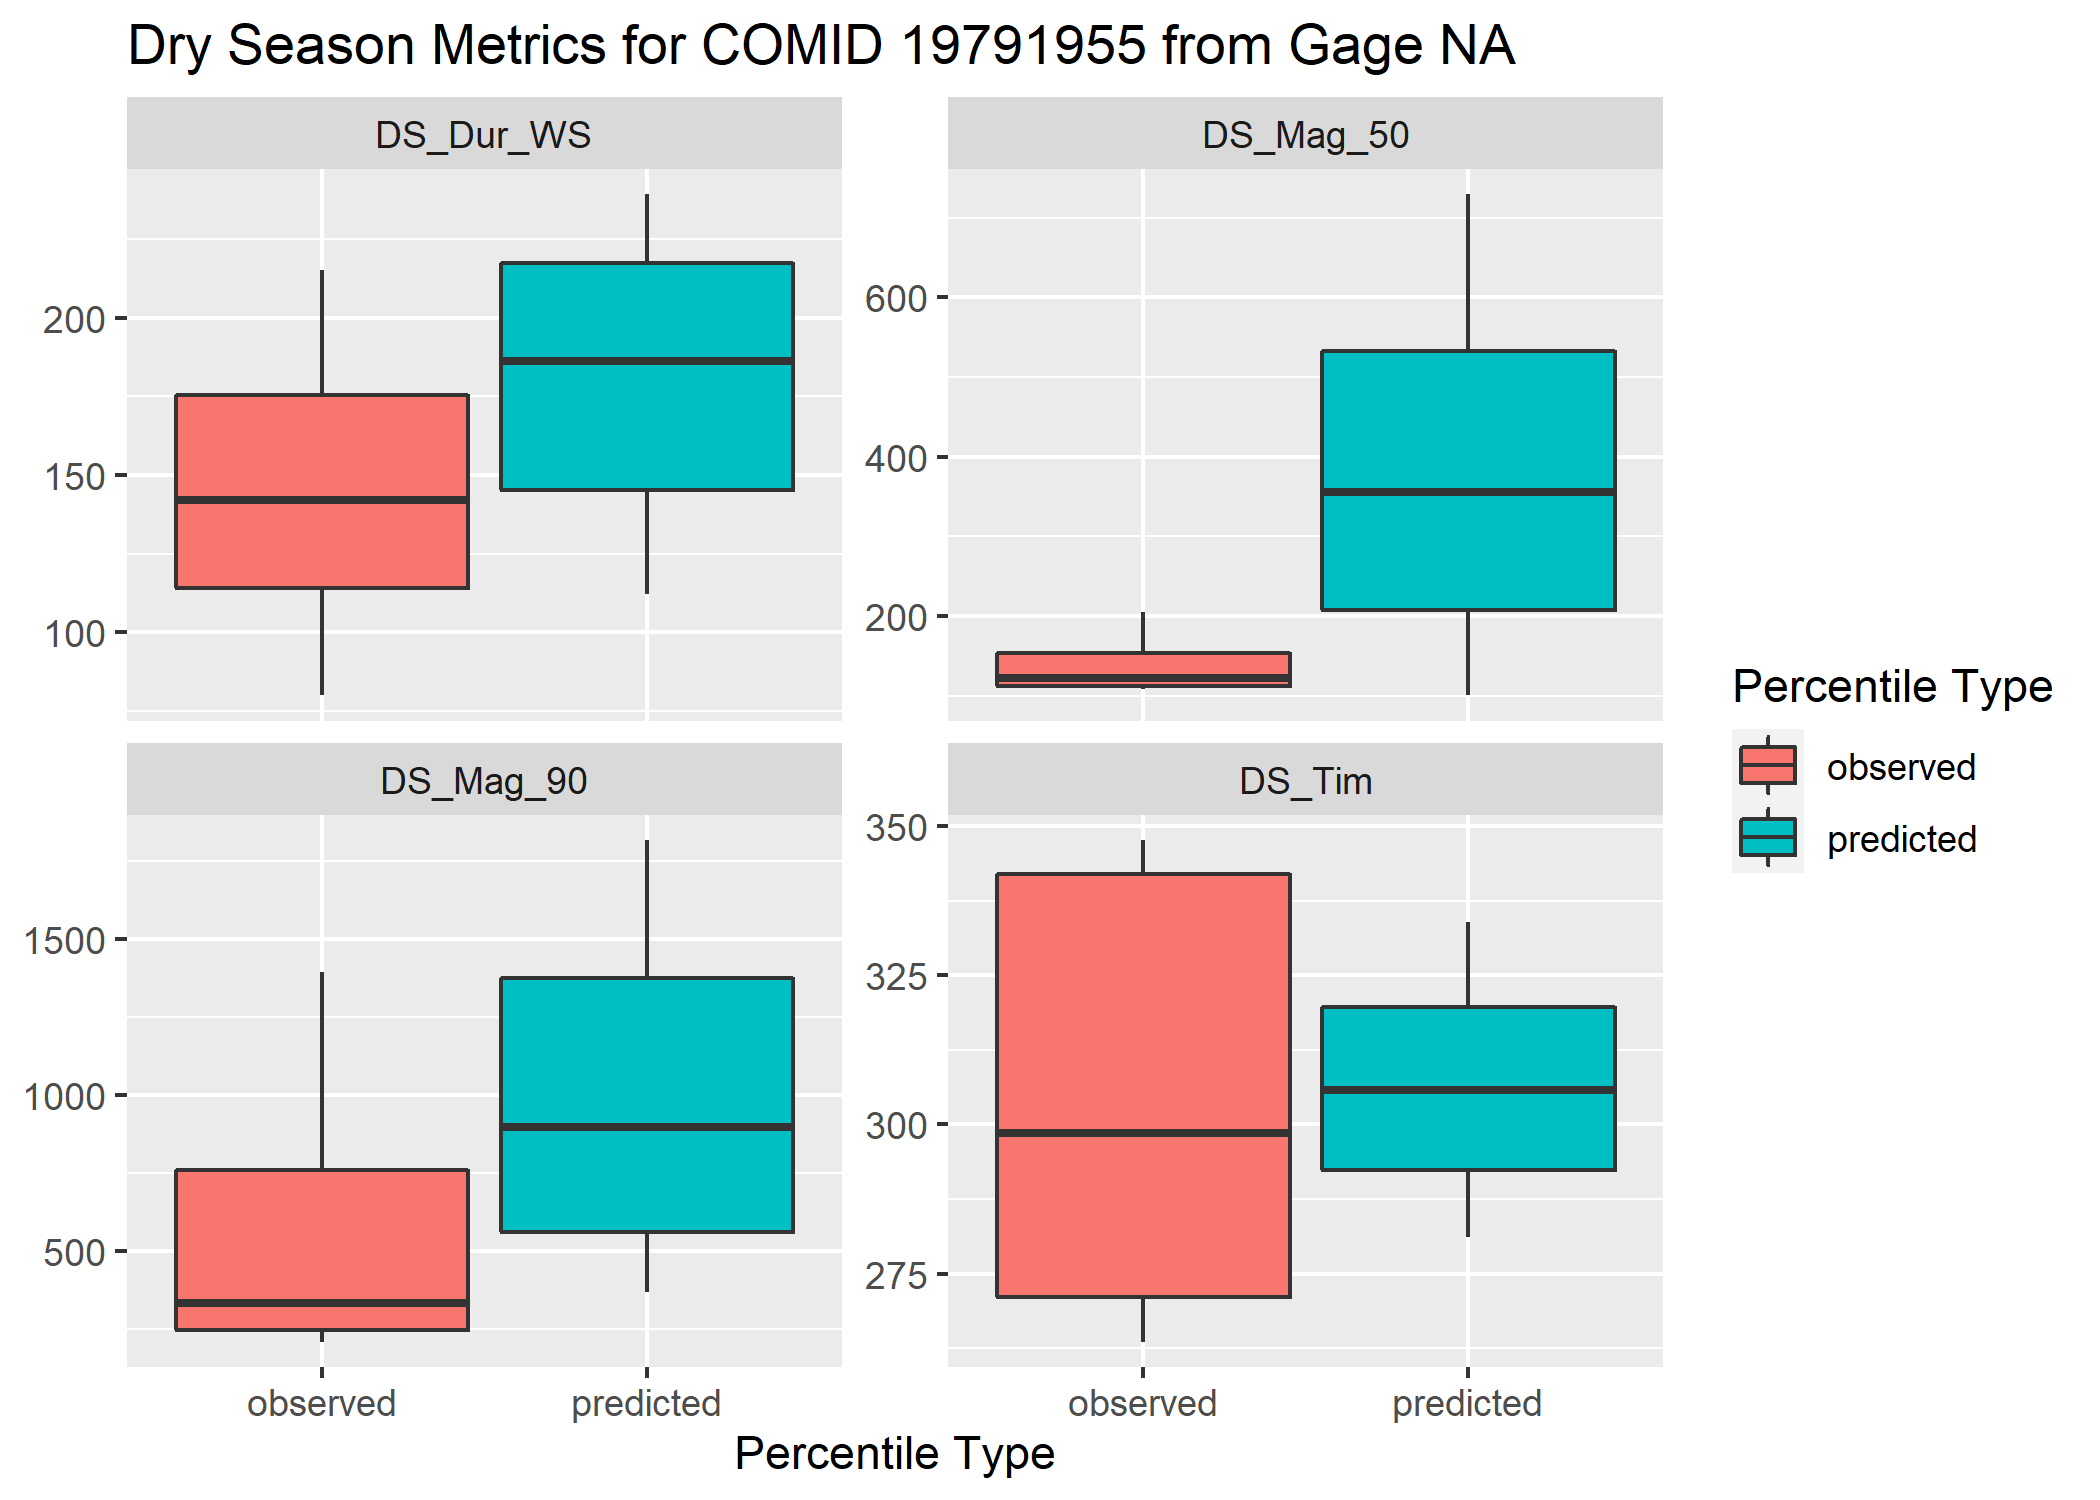 Dry Season Metrics for COMID 19791955 from Gage NA
DS_Dur_WS
DS_Mag_50
200
150
100
600
400
200
DS_Mag_90
DS_Tim
1500
1000
500
350
325
300
275
observed
predicted
observed
predicted
Percentile Type
Percentile Type
observed
predicted